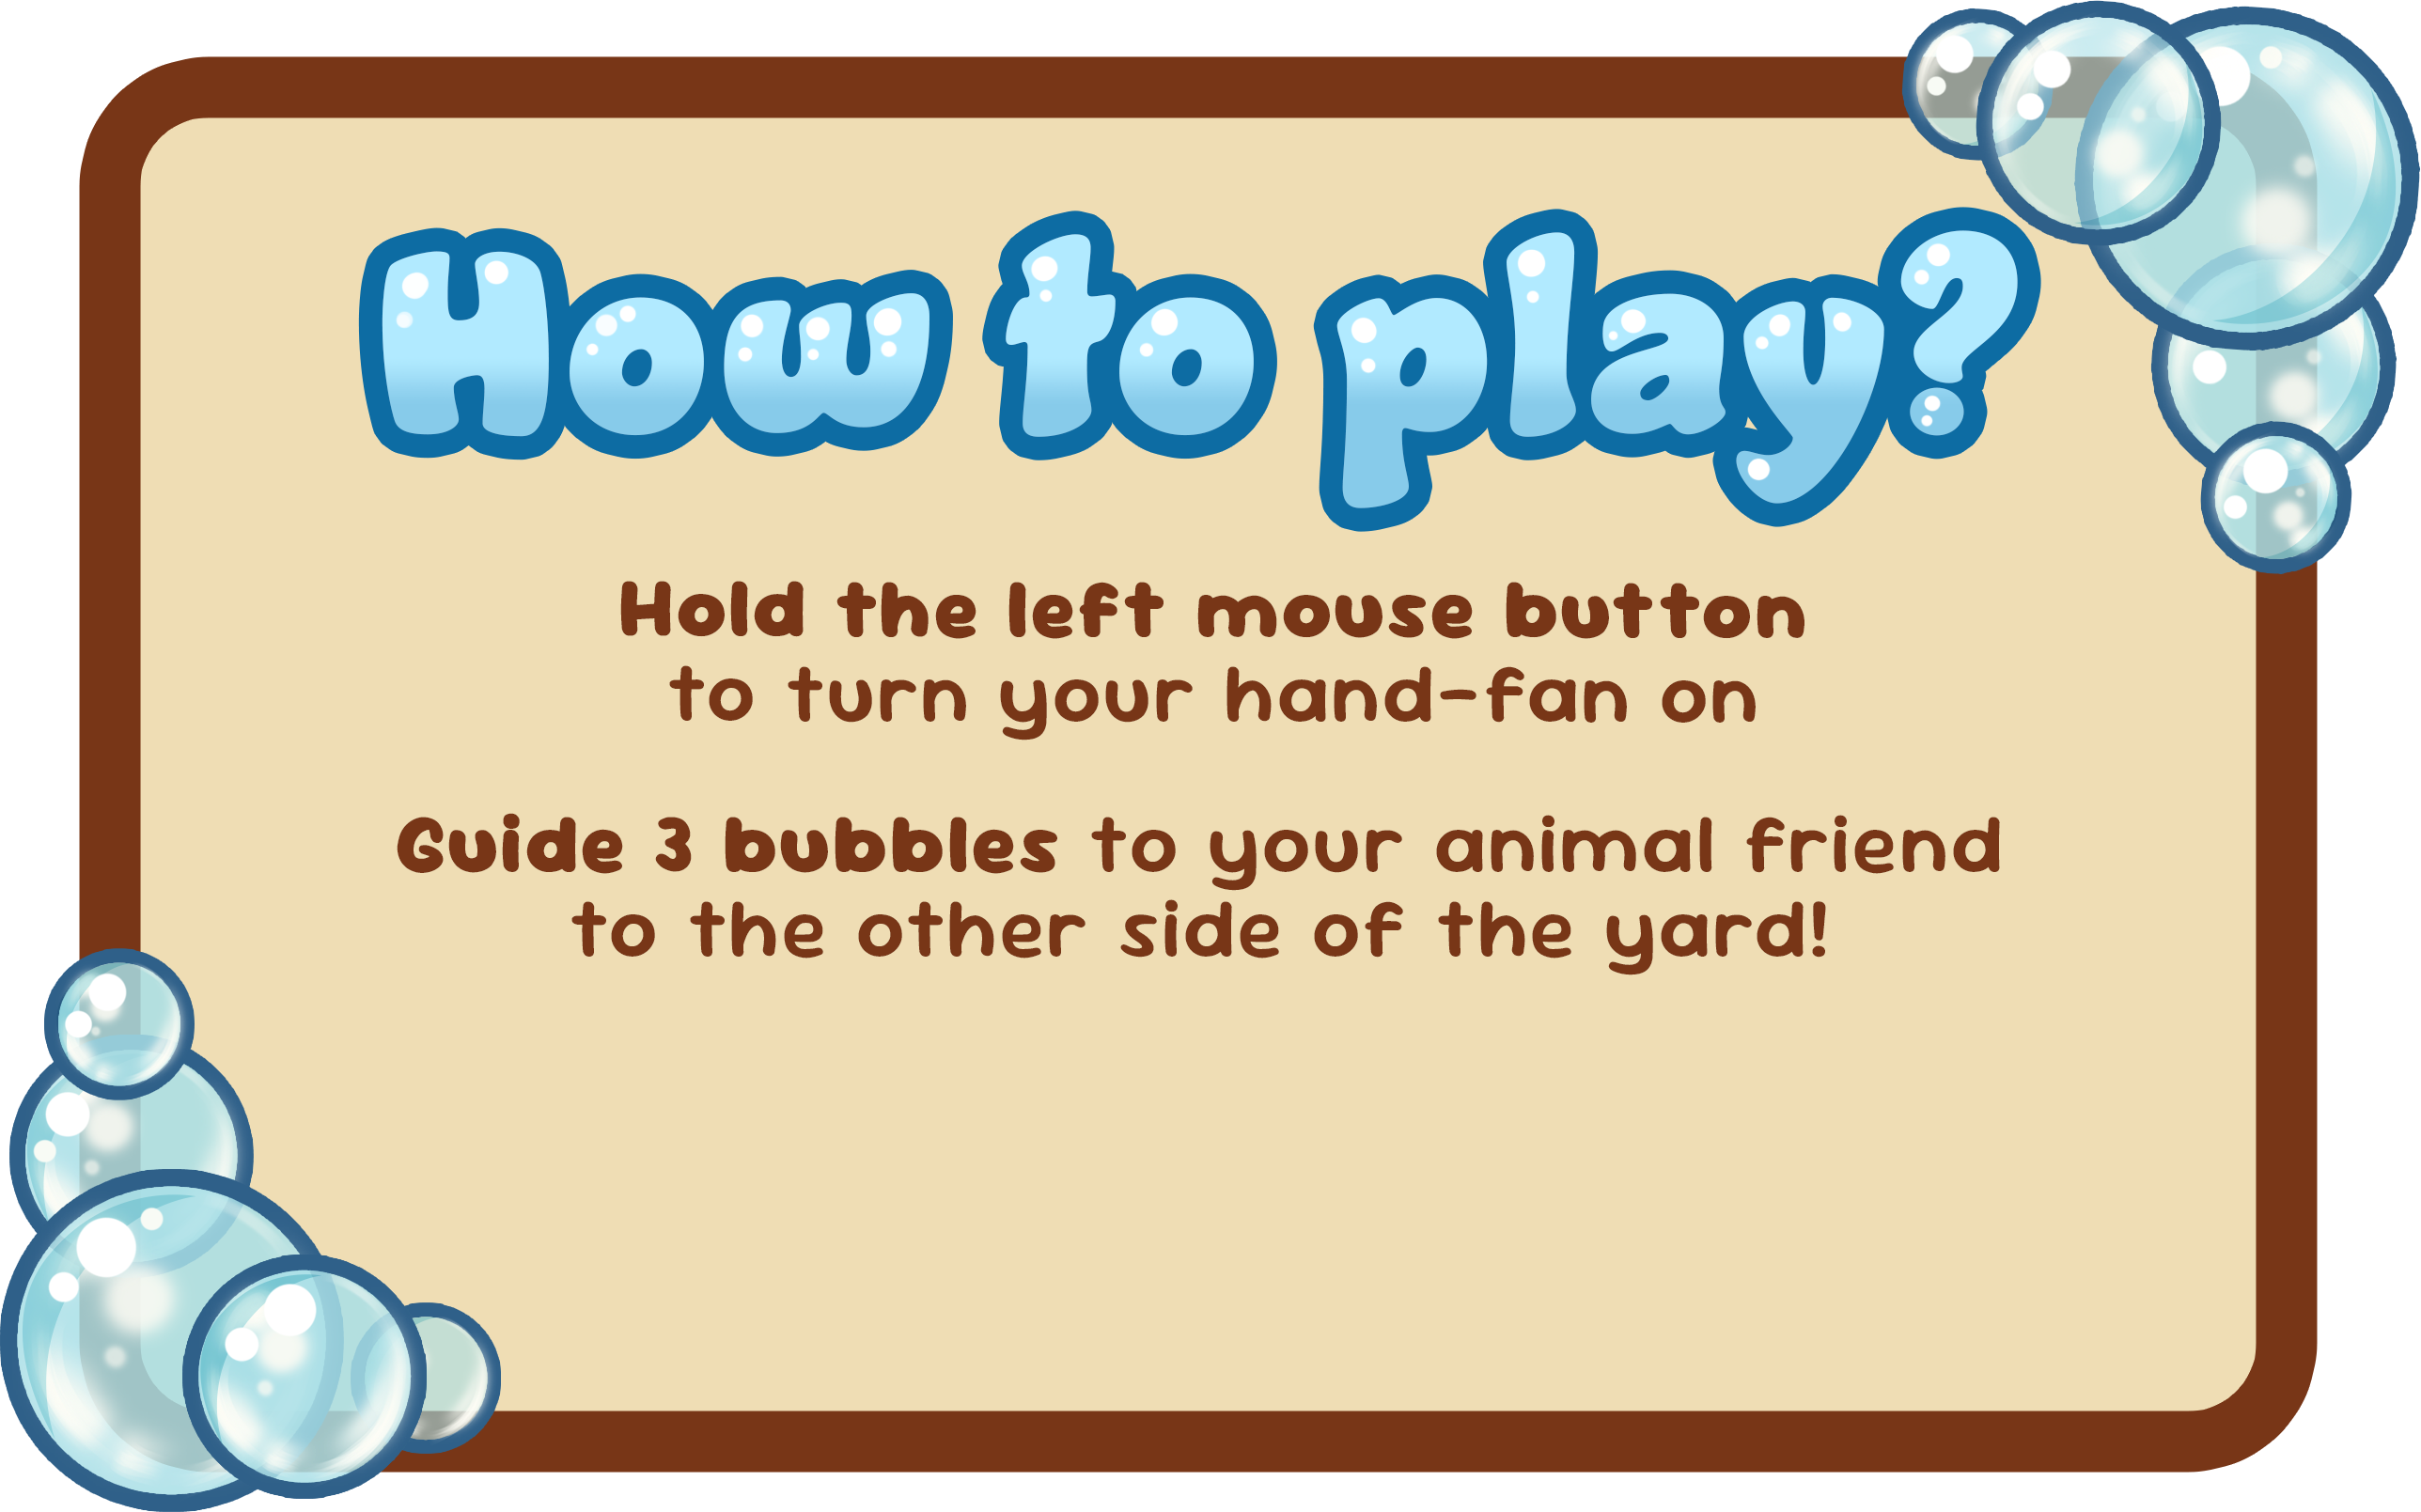 How to play?
Hold the left mouse button
to turn your hand-fan on
Guide 3 bubbles to your animal friend
to the other side of the yard!